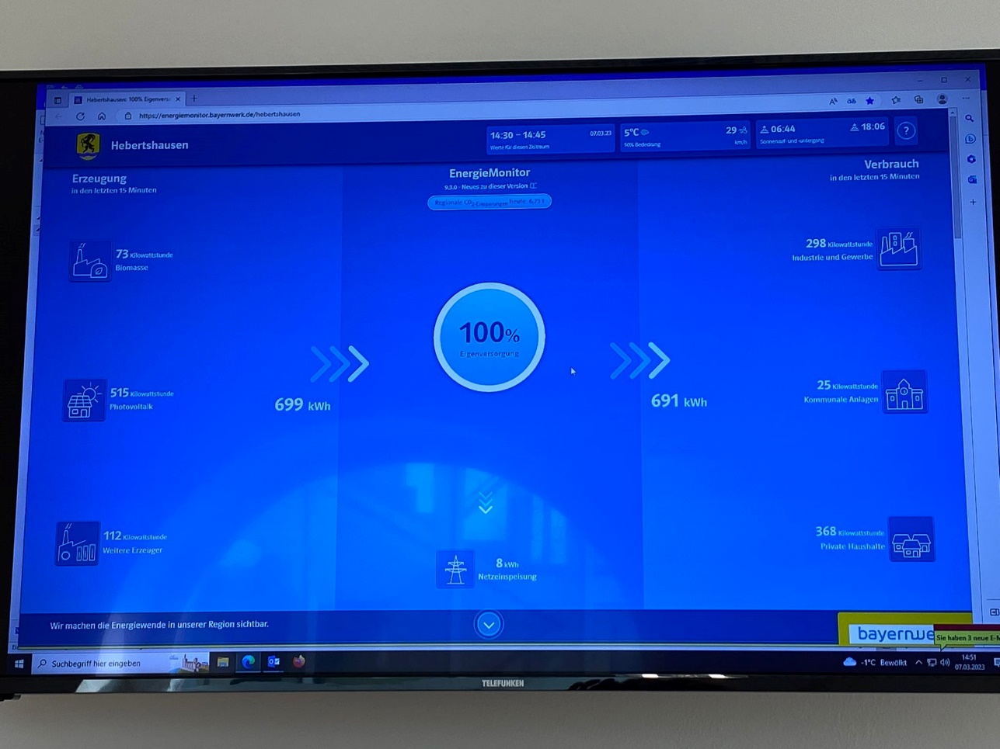 Hebertshausen: 100% Eigenvers
https://energiemonitor.bayernwerk.de/hebertshausen
Hebertshausen
14:30 – 14:45 07.03.23
Werte für diesen Zeitraum
5°C 29
50% Bedeckung km/h
06:44 18:06
Sonnenauf- und -untergang
?
Erzeugung
in den letzten 15 Minuten
EnergieMonitor
9.3.0 - Neues zu dieser Version
Regionale CO₂-Einsparungen heute: 6,73 t
Verbrauch
in den letzten 15 Minuten
73 Kilowattstunde
Biomasse
298 Kilowattstunde
Industrie und Gewerbe
100%
Eigenversorgung
515 Kilowattstunde
Photovoltaik
699 kWh
691 kWh
25 Kilowattstunde
Kommunale Anlagen
112 Kilowattstunde
Weitere Erzeuger
8 kWh
Netzeinspeisung
368 Kilowattstunde
Private Haushalte
Wir machen die Energiewende in unserer Region sichtbar.
bayernwe
Sie haben 3 neue E-M
Suchbegriff hier eingeben
-1°C Bewölkt
14:51
07.03.2023
TELEFUNKEN